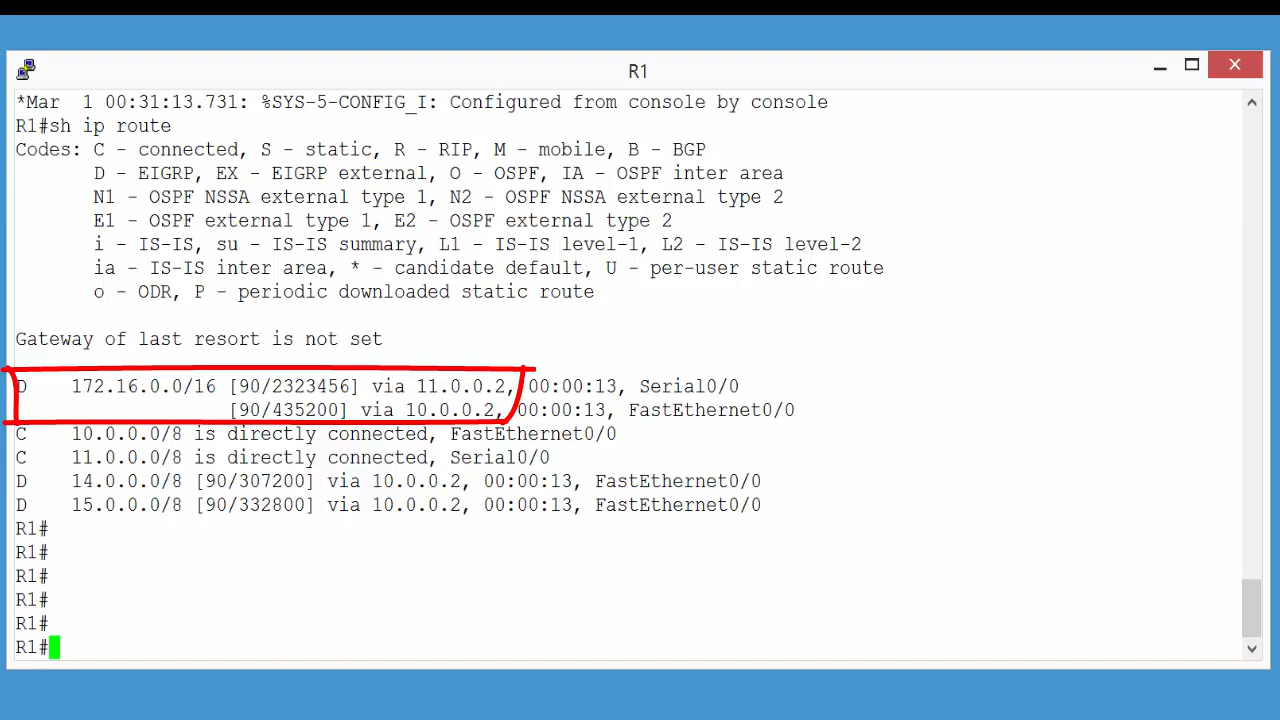 R1
*Mar  1 00:31:13.731: %SYS-5-CONFIG_I: Configured from console by console
R1#sh ip route
Codes: C - connected, S - static, R - RIP, M - mobile, B - BGP
       D - EIGRP, EX - EIGRP external, O - OSPF, IA - OSPF inter area
       N1 - OSPF NSSA external type 1, N2 - OSPF NSSA external type 2
       E1 - OSPF external type 1, E2 - OSPF external type 2
       i - IS-IS, su - IS-IS summary, L1 - IS-IS level-1, L2 - IS-IS level-2
       ia - IS-IS inter area, * - candidate default, U - per-user static route
       o - ODR, P - periodic downloaded static route
Gateway of last resort is not set
D    172.16.0.0/16 [90/2323456] via 11.0.0.2, 00:00:13, Serial0/0
                   [90/435200] via 10.0.0.2, 00:00:13, FastEthernet0/0
C    10.0.0.0/8 is directly connected, FastEthernet0/0
C    11.0.0.0/8 is directly connected, Serial0/0
D    14.0.0.0/8 [90/307200] via 10.0.0.2, 00:00:13, FastEthernet0/0
D    15.0.0.0/8 [90/332800] via 10.0.0.2, 00:00:13, FastEthernet0/0
R1#
R1#
R1#
R1#
R1#
R1#